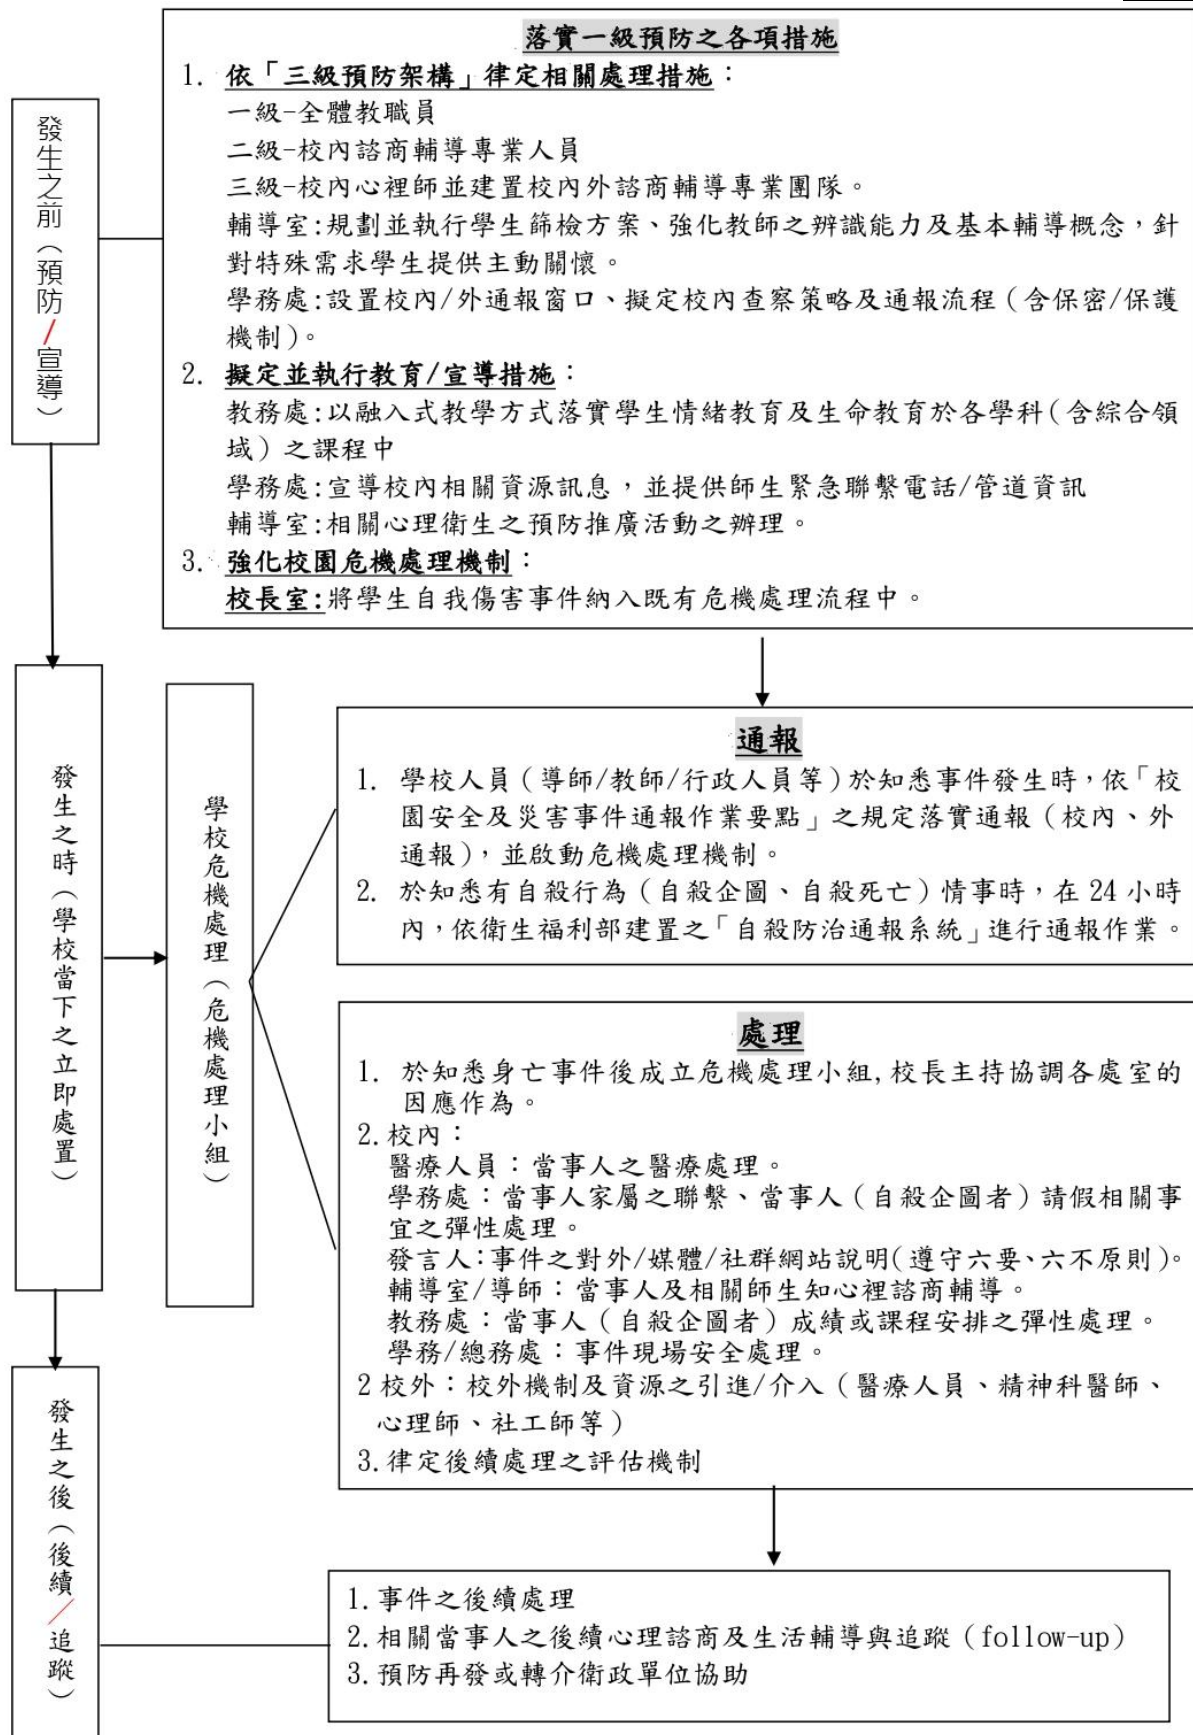 落實一級預防之各項措施
1. 依「三級預防架構」律定相關處理措施：
一級-全體教職員
二級-校內諮商輔導專業人員
三級-校內心裡師並建置校內外諮商輔導專業團隊。
輔導室:規劃並執行學生篩檢方案、強化教師之辨識能力及基本輔導概念，針
對特殊需求學生提供主動關懷。
學務處:設置校內/外通報窗口、擬定校內查察策略及通報流程（含保密/保護
機制）。
2. 擬定並執行教育/宣導措施：
教務處:以融入式教學方式落實學生情緒教育及生命教育於各學科（含綜合領
域）之課程中
學務處:宣導校內相關資源訊息，並提供師生緊急聯繫電話/管道資訊
輔導室:相關心理衛生之預防推廣活動之辦理。
3. 強化校園危機處理機制：
校長室:將學生自我傷害事件納入既有危機處理流程中。
發生之前（預防/宣導）
發生之時（學校當下之立即處置）
學校危機處理（危機處理小組）
通報
1. 學校人員（導師/教師/行政人員等）於知悉事件發生時，依「校
園安全及災害事件通報作業要點」之規定落實通報（校內、外
通報），並啟動危機處理機制。
2. 於知悉有自殺行為（自殺企圖、自殺死亡）情事時，在 24 小時
內，依衛生福利部建置之「自殺防治通報系統」進行通報作業。
處理
1. 於知悉身亡事件後成立危機處理小組,校長主持協調各處室的
因應作為。
2.校內：
醫療人員：當事人之醫療處理。
學務處：當事人家屬之聯繫、當事人（自殺企圖者）請假相關事
宜之彈性處理。
發言人:事件之對外/媒體/社群網站說明(遵守六要、六不原則)。
輔導室/導師：當事人及相關師生知心裡諮商輔導。
教務處：當事人（自殺企圖者）成績或課程安排之彈性處理。
學務/總務處：事件現場安全處理。
2 校外：校外機制及資源之引進/介入（醫療人員、精神科醫師、
心理師、社工師等）
3.律定後續處理之評估機制
發生之後（後續／追蹤）
1.事件之後續處理
2.相關當事人之後續心理諮商及生活輔導與追蹤（follow-up）
3.預防再發或轉介衛政單位協助